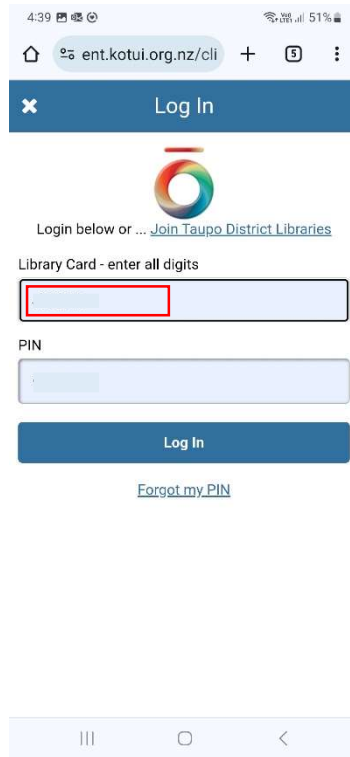 4:39 51%
ent.kotui.org.nz/cli 5
Log In
Login below or ... Join Taupo District Libraries
Library Card - enter all digits
PIN
Log In
Forgot my PIN